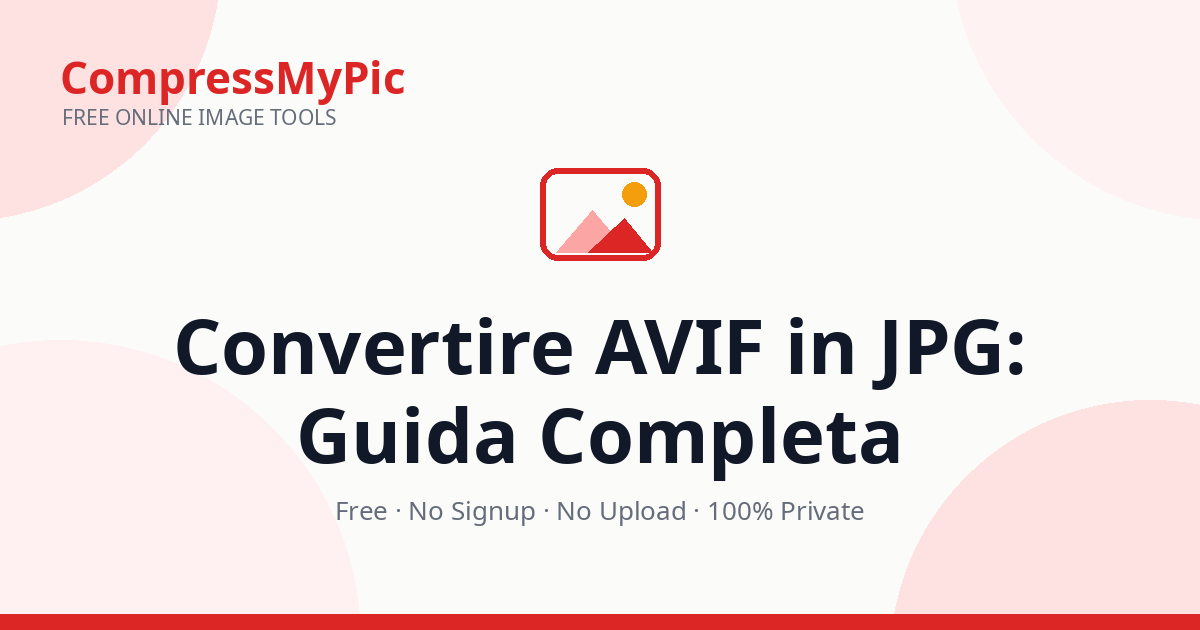 CompressMyPic
FREE ONLINE IMAGE TOOLS
Convertire AVIF in JPG:
Guida Completa
Free · No Signup · No Upload · 100% Private